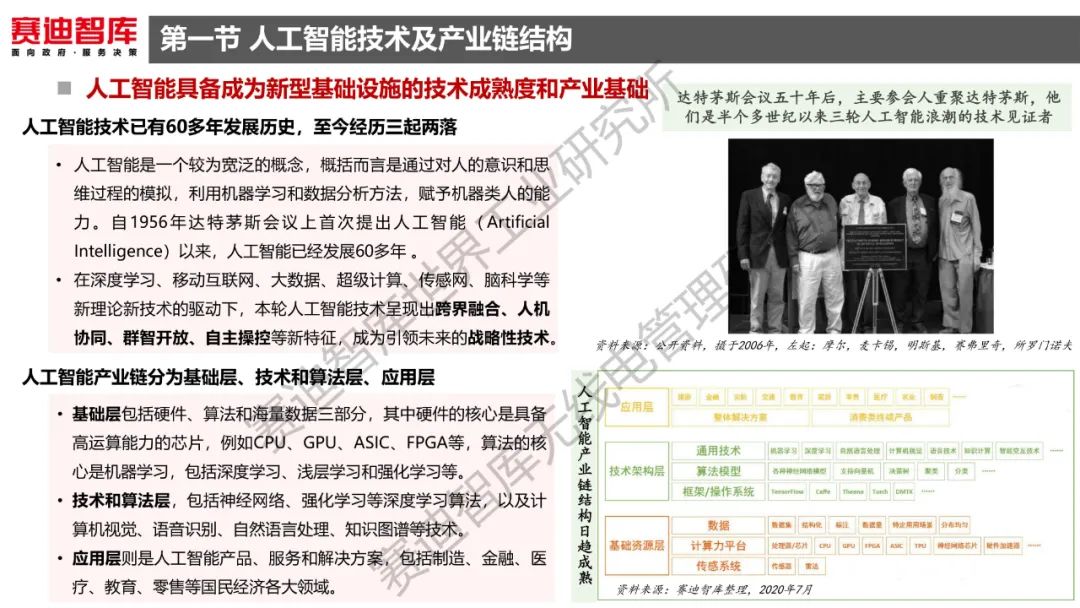 赛迪智库
面向政府·服务决策
第一节 人工智能技术及产业链结构
人工智能具备成为新型基础设施的技术成熟度和产业基础
人工智能技术已有60多年发展历史，至今经历三起两落
• 人工智能是一个较为宽泛的概念，概括而言是通过对人的意识和思
维过程的模拟，利用机器学习和数据分析方法，赋予机器类人的能
力。自1956年达特茅斯会议上首次提出人工智能（Artificial
Intelligence）以来，人工智能已经发展60多年 。
• 在深度学习、移动互联网、大数据、超级计算、传感网、脑科学等
新理论新技术的驱动下，本轮人工智能技术呈现出跨界融合、人机
协同、群智开放、自主操控等新特征，成为引领未来的战略性技术。
人工智能产业链分为基础层、技术和算法层、应用层
• 基础层包括硬件、算法和海量数据三部分，其中硬件的核心是具备
高运算能力的芯片，例如CPU、GPU、ASIC、FPGA等，算法的核
心是机器学习，包括深度学习、浅层学习和强化学习等。
• 技术和算法层，包括神经网络、强化学习等深度学习算法，以及计
算机视觉、语音识别、自然语言处理、知识图谱等技术。
• 应用层则是人工智能产品、服务和解决方案，包括制造、金融、医
疗、教育、零售等国民经济各大领域。
达特茅斯会议五十年后，主要参会人重聚达特茅斯，他
们是半个多世纪以来三轮人工智能浪潮的技术见证者
资料来源：公开资料，摄于2006年，左起：摩尔，麦卡锡，明斯基，赛弗里奇，所罗门诺夫
人工智能产业链结构日趋成熟
应用层
金融 交通 教育 零售 医疗 农业 制造 ……
整体解决方案 消费类终端产品
技术架构层
通用技术 机器学习 深度学习 自然语言处理 计算机视觉 语音技术 知识计算 智能交互技术 ……
算法模型 各种神经网络模型 支持向量机 决策树 聚类 分类 ……
框架/操作系统 TensorFlow Caffe Theano Torch DMTK ……
基础资源层
数据 数据集 结构化 标注 数据量 特定用用场景 分布均匀
计算力平台 处理器/芯片 CPU GPU FPGA ASIC TPU 神经网络芯片 硬件加速器 ……
传感系统 传感器 雷达
资料来源：赛迪智库整理，2020年7月
赛迪智库世界工业研究所
赛迪智库无线电管理研